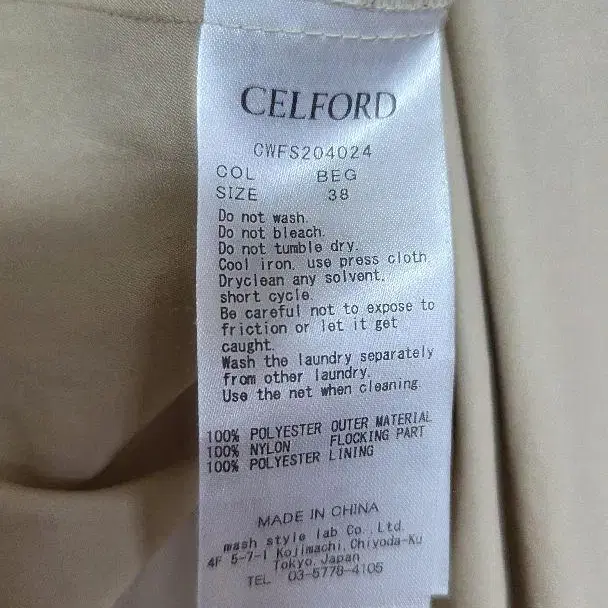 CELFORD
CWFS204024
COL BEG
SIZE 38
Do not wash.
Do not bleach.
Do not tumble dry.
Cool iron, use press cloth
Dryclean any solvent,
short cycle.
Be careful not to expose to
friction or let it get
caught.
Wash the laundry separately
from other laundry.
Use the net when cleaning.
100% POLYESTER OUTER MATERIAL
100% NYLON FLOCKING PART
100% POLYESTER LINING
MADE IN CHINA
mash style lab Co., Ltd.
4F 5-7-1 Kojimachi, Chiyoda-Ku
Tokyo, Japan
TEL 03-5778-4105